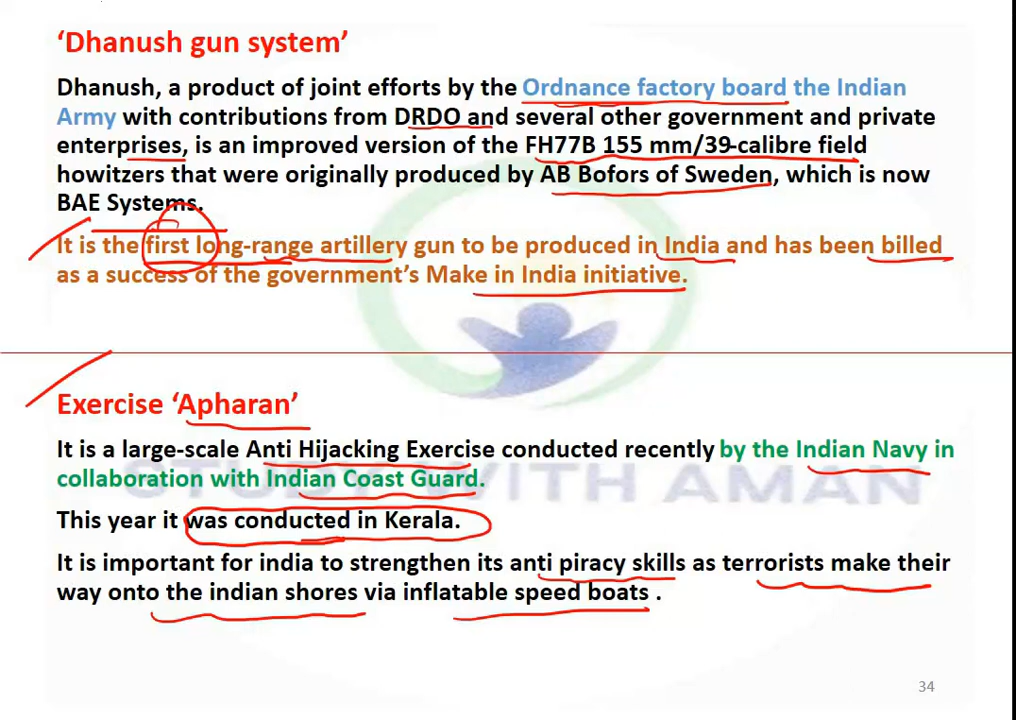 ‘Dhanush gun system’
Dhanush, a product of joint efforts by the Ordnance factory board the Indian
Army with contributions from DRDO and several other government and private
enterprises, is an improved version of the FH77B 155 mm/39-calibre field
howitzers that were originally produced by AB Bofors of Sweden, which is now
BAE Systems.
It is the first long-range artillery gun to be produced in India and has been billed
as a success of the government’s Make in India initiative.
Exercise ‘Apharan’
It is a large-scale Anti Hijacking Exercise conducted recently by the Indian Navy in
collaboration with Indian Coast Guard.
STUDY WITH AMAN
This year it was conducted in Kerala.
It is important for india to strengthen its anti piracy skills as terrorists make their
way onto the indian shores via inflatable speed boats .
34